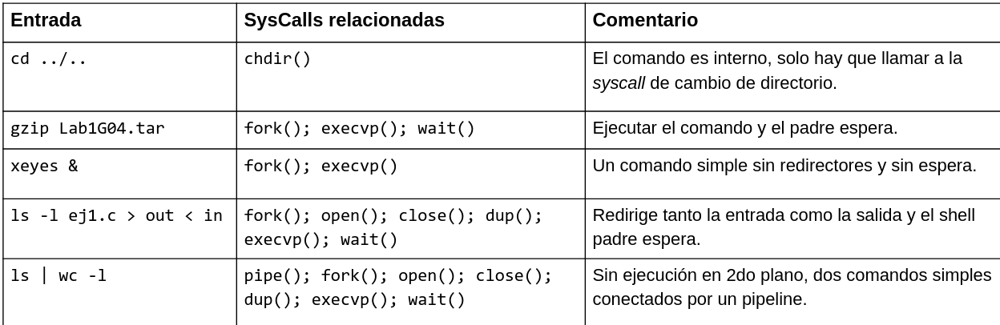 Entrada SysCalls relacionadas Comentario
cd ../.. chdir() El comando es interno, solo hay que llamar a la
syscall de cambio de directorio.
gzip Lab1G04.tar fork(); execvp(); wait() Ejecutar el comando y el padre espera.
xeyes & fork(); execvp() Un comando simple sin redirectores y sin espera.
ls -l ej1.c > out < in fork(); open(); close(); dup(); Redirige tanto la entrada como la salida y el shell
execvp(); wait() padre espera.
ls | wc -l pipe(); fork(); open(); close(); Sin ejecución en 2do plano, dos comandos simples
dup(); execvp(); wait() conectados por un pipeline.